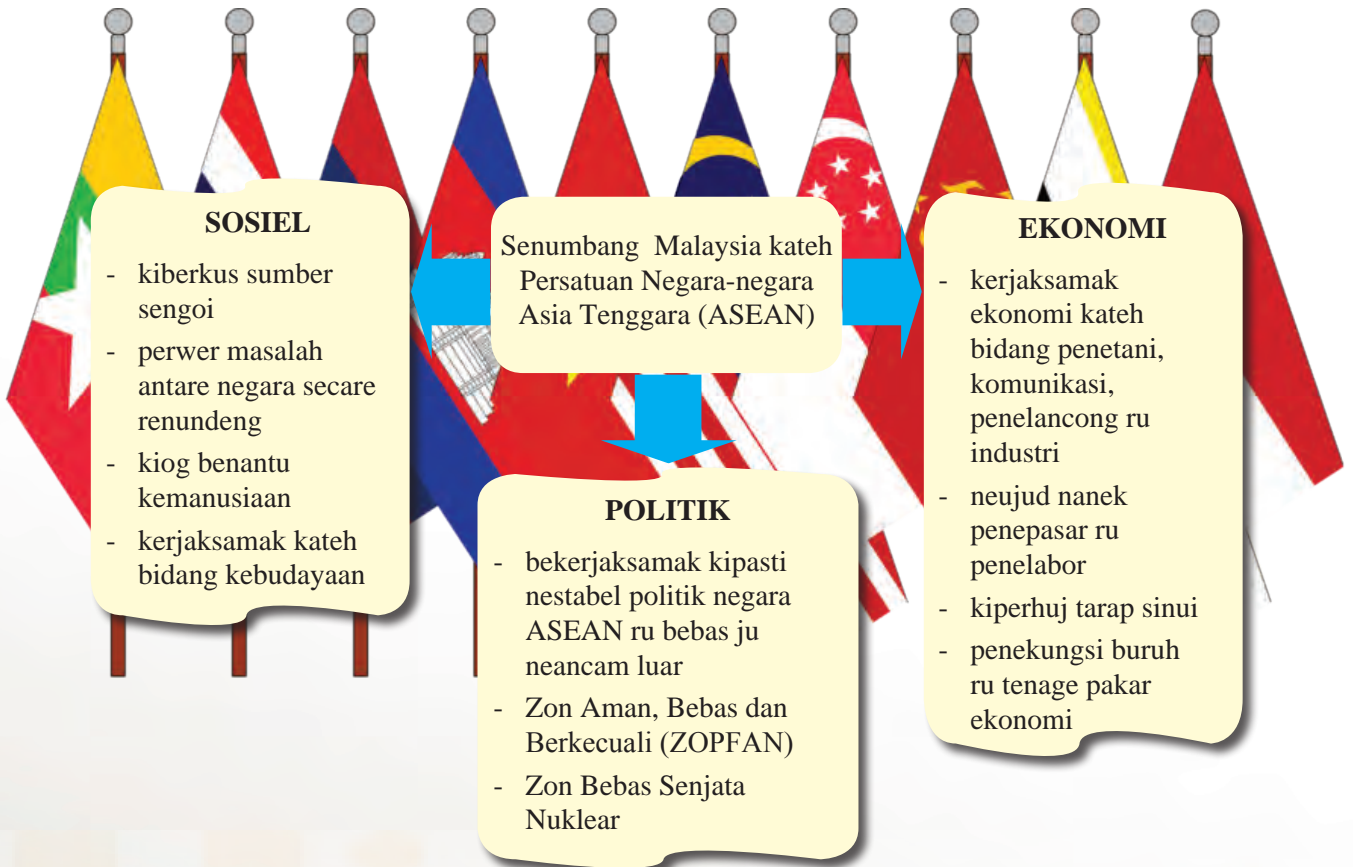 Senumbang Malaysia kateh
Persatuan Negara-negara
Asia Tenggara (ASEAN)
SOSIEL
- kiberkus sumber
sengoi
- perwer masalah
antare negara secare
renundeng
- kiog benantu
kemanusiaan
- kerjaksamak kateh
bidang kebudayaan
POLITIK
- bekerjaksamak kipasti
nestabel politik negara
ASEAN ru bebas ju
neancam luar
- Zon Aman, Bebas dan
Berkecuali (ZOPFAN)
- Zon Bebas Senjata
Nuklear
EKONOMI
- kerjaksamak
ekonomi kateh
bidang penetani,
komunikasi,
penelancong ru
industri
- neujud nanek
penepasar ru
penelabor
- kiperhuj tarap sinui
- penekungsi buruh
ru tenage pakar
ekonomi